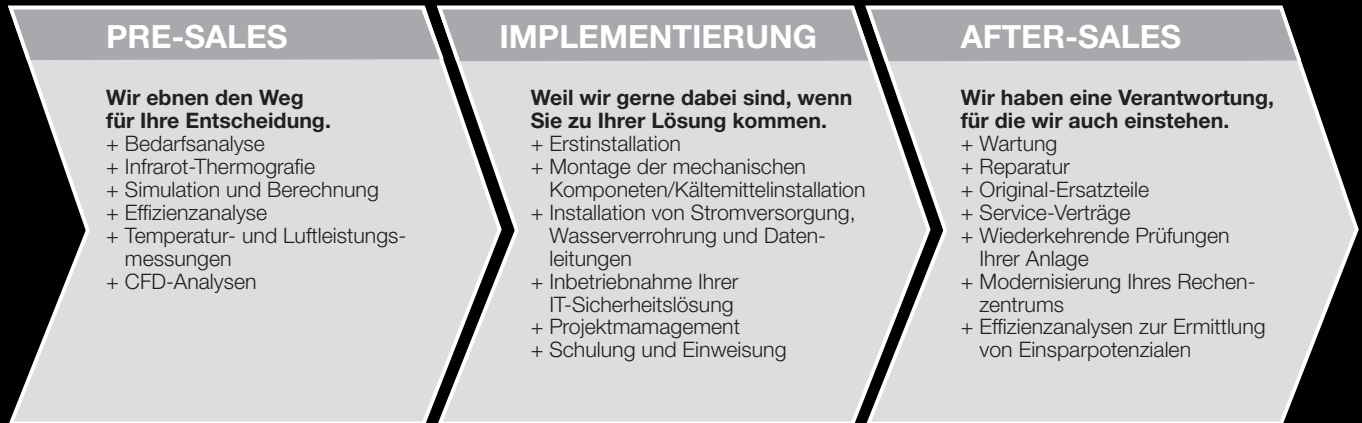 PRE-SALES
Wir ebnen den Weg
für Ihre Entscheidung.
+ Bedarfsanalyse
+ Infrarot-Thermografie
+ Simulation und Berechnung
+ Effizienzanalyse
+ Temperatur- und Luftleistungs-
messungen
+ CFD-Analysen
IMPLEMENTIERUNG
Weil wir gerne dabei sind, wenn
Sie zu Ihrer Lösung kommen.
+ Erstinstallation
+ Montage der mechanischen
Komponeten/Kältemittelinstallation
+ Installation von Stromversorgung,
Wasserverrohrung und Daten-
leitungen
+ Inbetriebnahme Ihrer
IT-Sicherheitslösung
+ Projektmamagement
+ Schulung und Einweisung
AFTER-SALES
Wir haben eine Verantwortung,
für die wir auch einstehen.
+ Wartung
+ Reparatur
+ Original-Ersatzteile
+ Service-Verträge
+ Wiederkehrende Prüfungen
Ihrer Anlage
+ Modernisierung Ihres Rechen-
zentrums
+ Effizienzanalysen zur Ermittlung
von Einsparpotenzialen